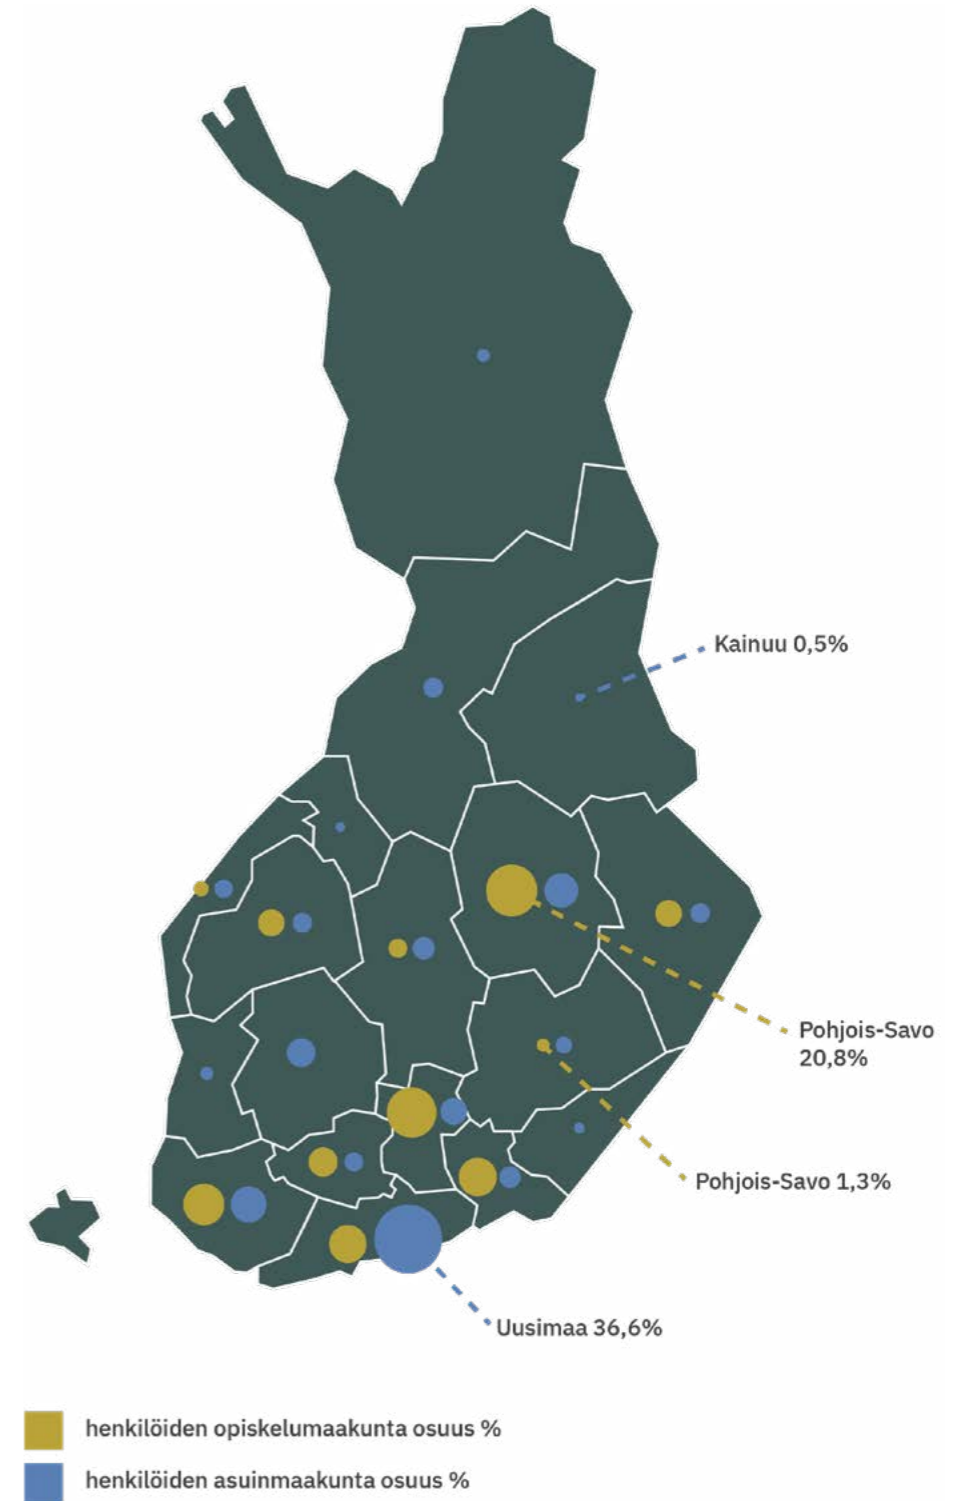 Kainuu 0,5%
Pohjois-Savo
20,8%
Pohjois-Savo 1,3%
Uusimaa 36,6%
henkilöiden opiskelumaakunta osuus %
henkilöiden asuinmaakunta osuus %